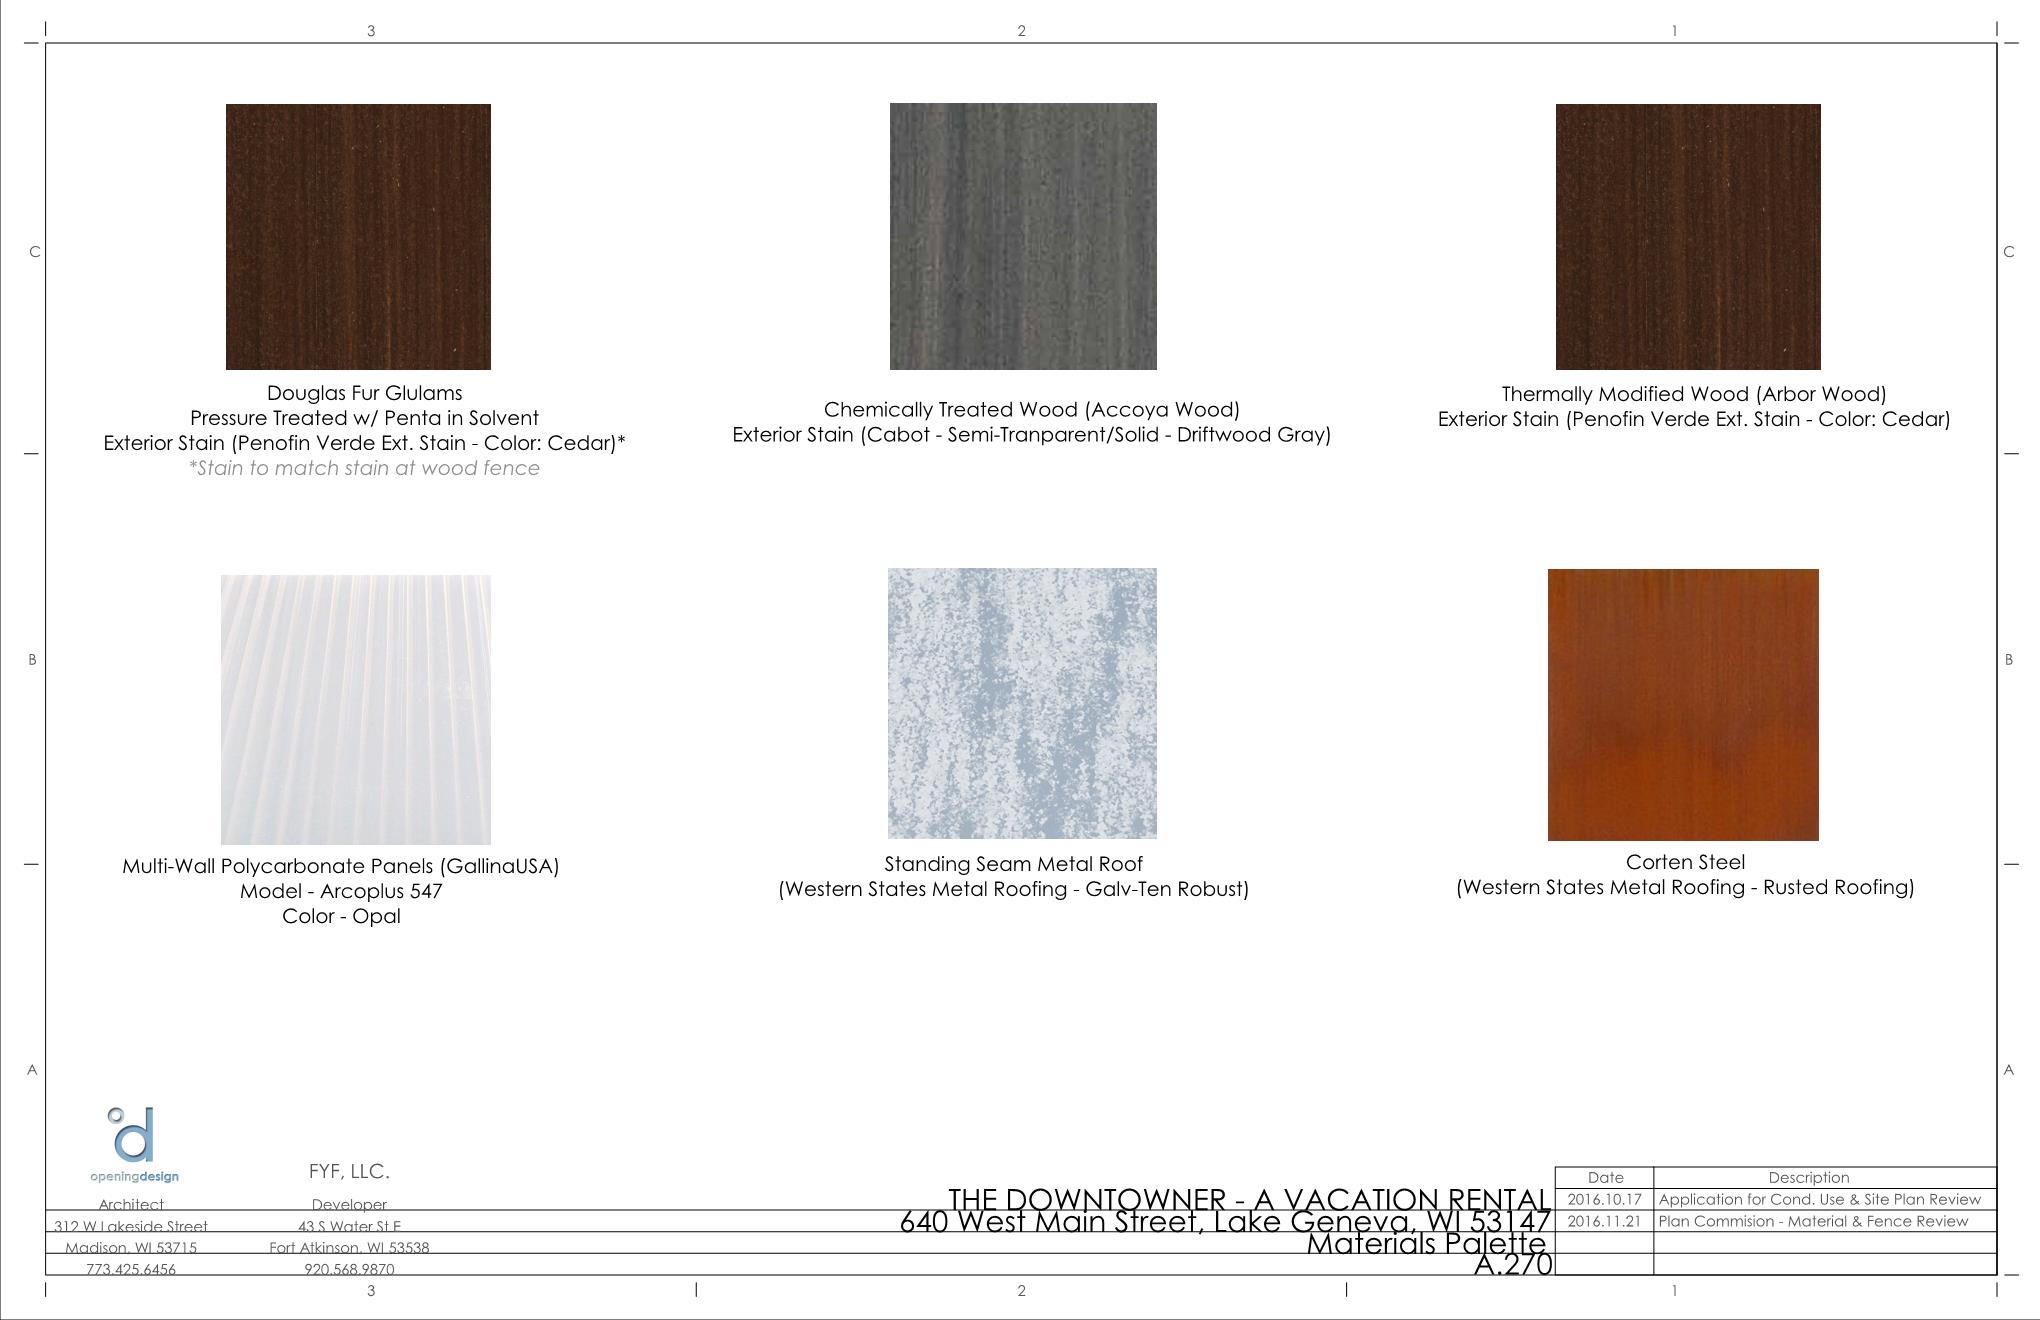 3 2 1
C C
Douglas Fur Glulams
Pressure Treated w/ Penta in Solvent
Exterior Stain (Penofin Verde Ext. Stain - Color: Cedar)*
*Stain to match stain at wood fence
Chemically Treated Wood (Accoya Wood)
Exterior Stain (Cabot - Semi-Tranparent/Solid - Driftwood Gray)
Thermally Modified Wood (Arbor Wood)
Exterior Stain (Penofin Verde Ext. Stain - Color: Cedar)
B B
Multi-Wall Polycarbonate Panels (GallinaUSA)
Model - Arcoplus 547
Color - Opal
Standing Seam Metal Roof
(Western States Metal Roofing - Galv-Ten Robust)
Corten Steel
(Western States Metal Roofing - Rusted Roofing)
A A
d
openingdesign
Architect
312 W Lakeside Street
Madison, WI 53715
773.425.6456
FYF, LLC.
Developer
43 S Water St E
Fort Atkinson, WI 53538
920.568.9870
THE DOWNTOWNER - A VACATION RENTAL
640 West Main Street, Lake Geneva, WI 53147
Materials Palette
A.270
Date Description
2016.10.17 Application for Cond. Use & Site Plan Review
2016.11.21 Plan Commision - Material & Fence Review
3 2 1